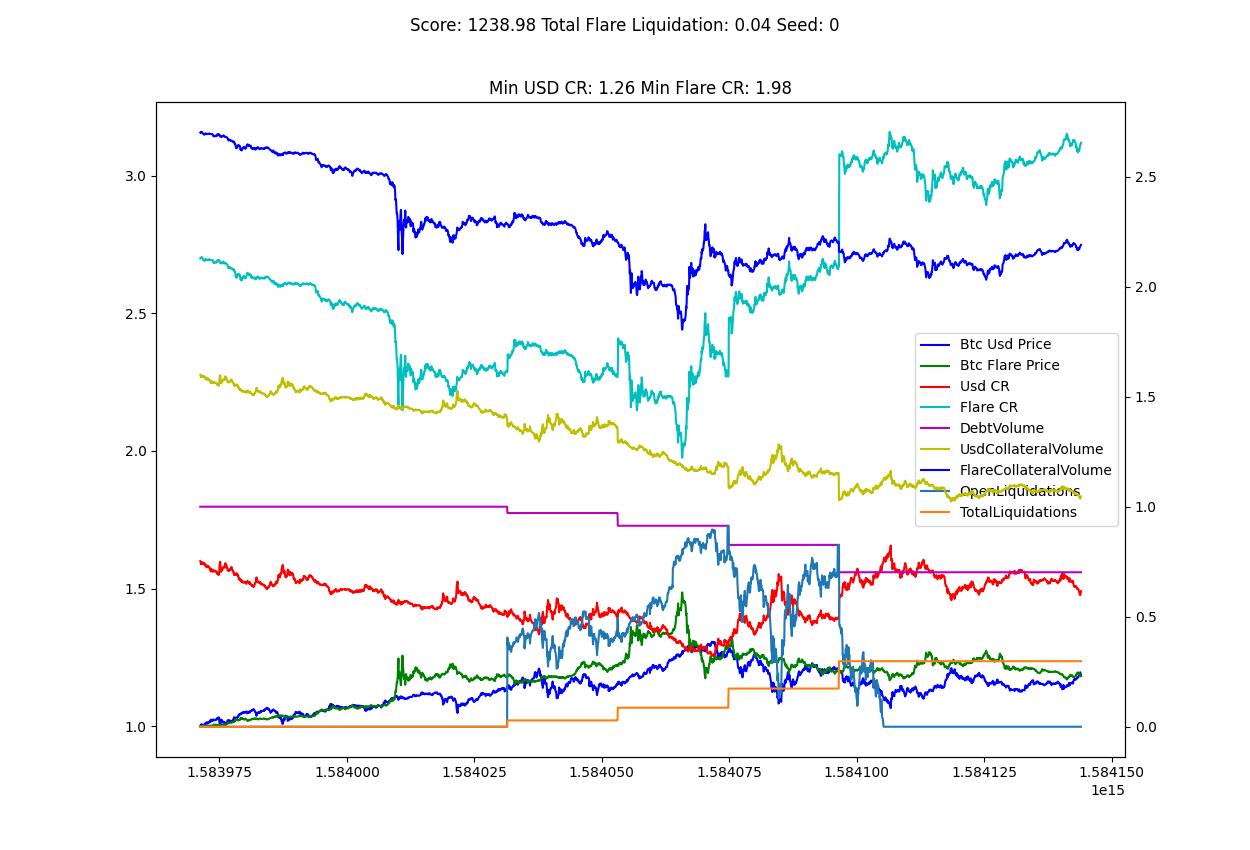 Score: 1238.98 Total Flare Liquidation: 0.04 Seed: 0
Min USD CR: 1.26 Min Flare CR: 1.98
3.0
2.5
2.5
2.0
Btc Usd Price
Btc Flare Price
Usd CR
Flare CR
DebtVolume
UsdCollateralVolume
FlareCollateralVolume
OpenLiquidations
TotalLiquidations
1.5
2.0
1.0
1.5
0.5
1.0
0.0
1.583975
1.584000
1.584025
1.584050
1.584075
1.584100
1.584125
1.584150
1e15